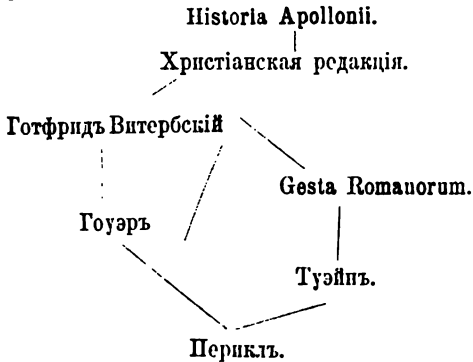 Historia Apollonii.
Христіанская редакція.
Готфридъ Витербскій
Gesta Romanorum.
Гоуэръ
Туэйнъ.
Периклъ.